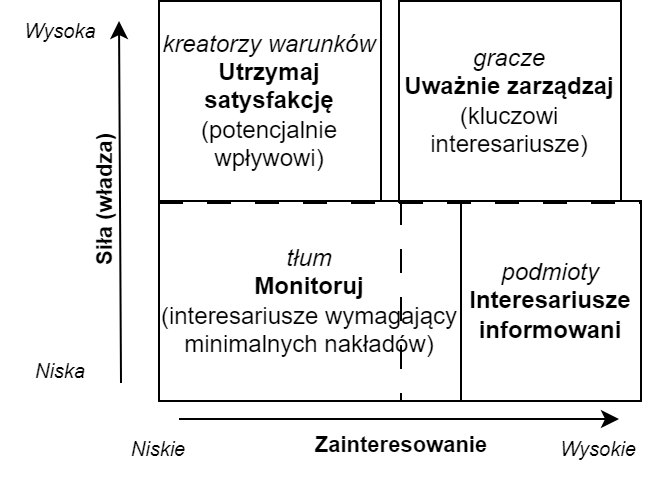 Wysoka
Siła (władza)
Niska
kreatorzy warunków
Utrzymaj
satysfakcję
(potencjalnie
wpływowi)
gracze
Uważnie zarządzaj
(kluczowi
interesariusze)
tłum
Monitoruj
(interesariusze wymagający
minimalnych nakładów)
podmioty
Interesariusze
informowani
Niskie
Zainteresowanie
Wysokie